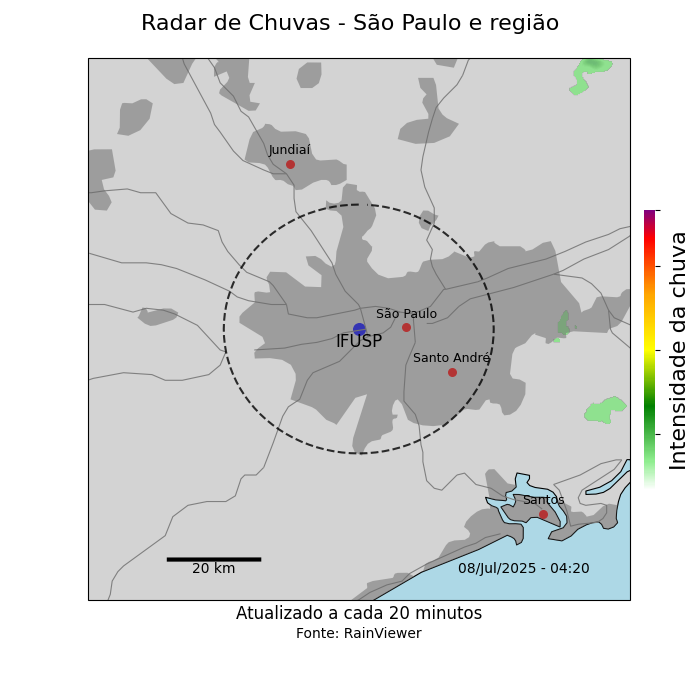 Radar de Chuvas - São Paulo e região
Jundiaí
São Paulo
IFUSP
Santo André
Intensidade da chuva
Santos
20 km
08/Jul/2025 - 04:20
Atualizado a cada 20 minutos
Fonte: RainViewer